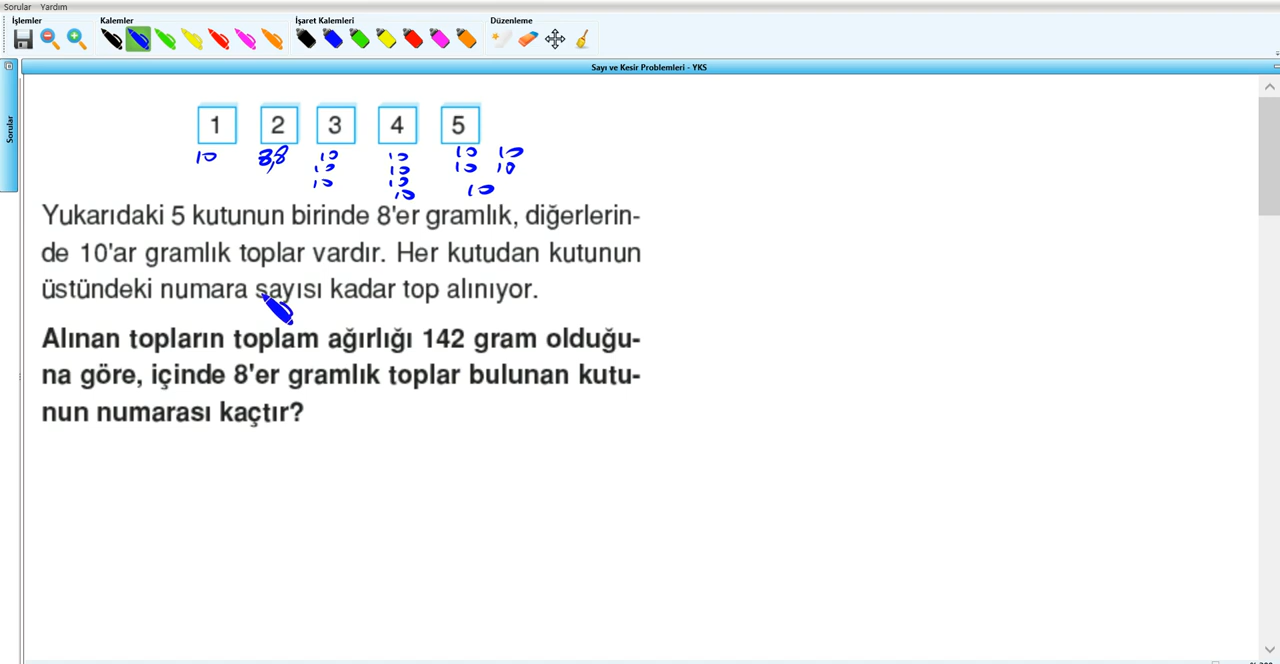 Sorular Yardım
İşlemler Kalemler İşaret Kalemleri Düzenleme
Sayı ve Kesir Problemleri - YKS
Sorular
1 2 3 4 5
10 8,8 10 10 10 10
10 10 10 10
10 10 10
10
Yukarıdaki 5 kutunun birinde 8'er gramlık, diğerlerin-
de 10'ar gramlık toplar vardır. Her kutudan kutunun
üstündeki numara sayısı kadar top alınıyor.
Alınan topların toplam ağırlığı 142 gram olduğu-
na göre, içinde 8'er gramlık toplar bulunan kutu-
nun numarası kaçtır?